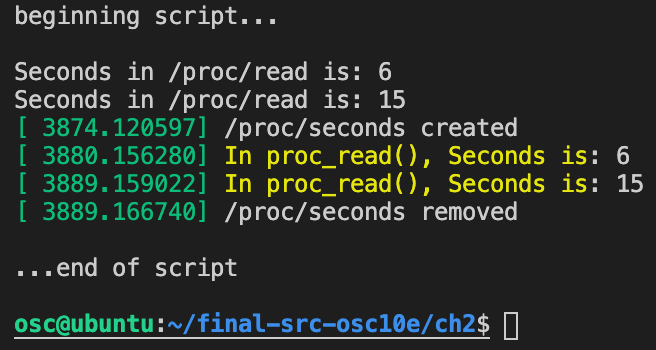 beginning script...
Seconds in /proc/read is: 6
Seconds in /proc/read is: 15
[ 3874.120597] /proc/seconds created
[ 3880.156280] In proc_read(), Seconds is: 6
[ 3889.159022] In proc_read(), Seconds is: 15
[ 3889.166740] /proc/seconds removed
...end of script
osc@ubuntu:~/final-src-osc10e/ch2$